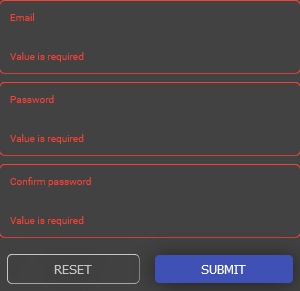 Email
Value is required
Password
Value is required
Confirm password
Value is required
RESET SUBMIT